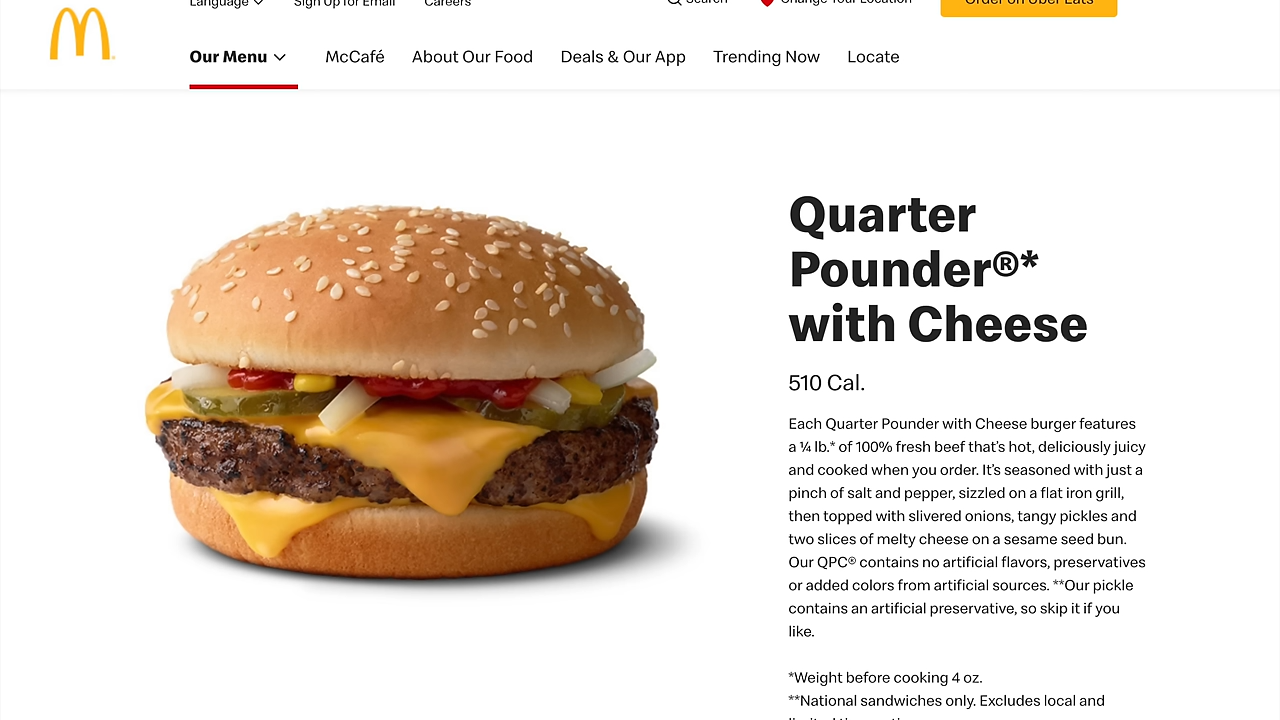 Language
Sign Up for Email
Careers
Search
Change Your Location
Order on Uber Eats
Our Menu
McCafé
About Our Food
Deals & Our App
Trending Now
Locate
Quarter
Pounder®*
with Cheese
510 Cal.
Each Quarter Pounder with Cheese burger features
a ¼ lb.* of 100% fresh beef that's hot, deliciously juicy
and cooked when you order. It's seasoned with just a
pinch of salt and pepper, sizzled on a flat iron grill,
then topped with slivered onions, tangy pickles and
two slices of melty cheese on a sesame seed bun.
Our QPC® contains no artificial flavors, preservatives
or added colors from artificial sources. **Our pickle
contains an artificial preservative, so skip it if you
like.
*Weight before cooking 4 oz.
**National sandwiches only. Excludes local and